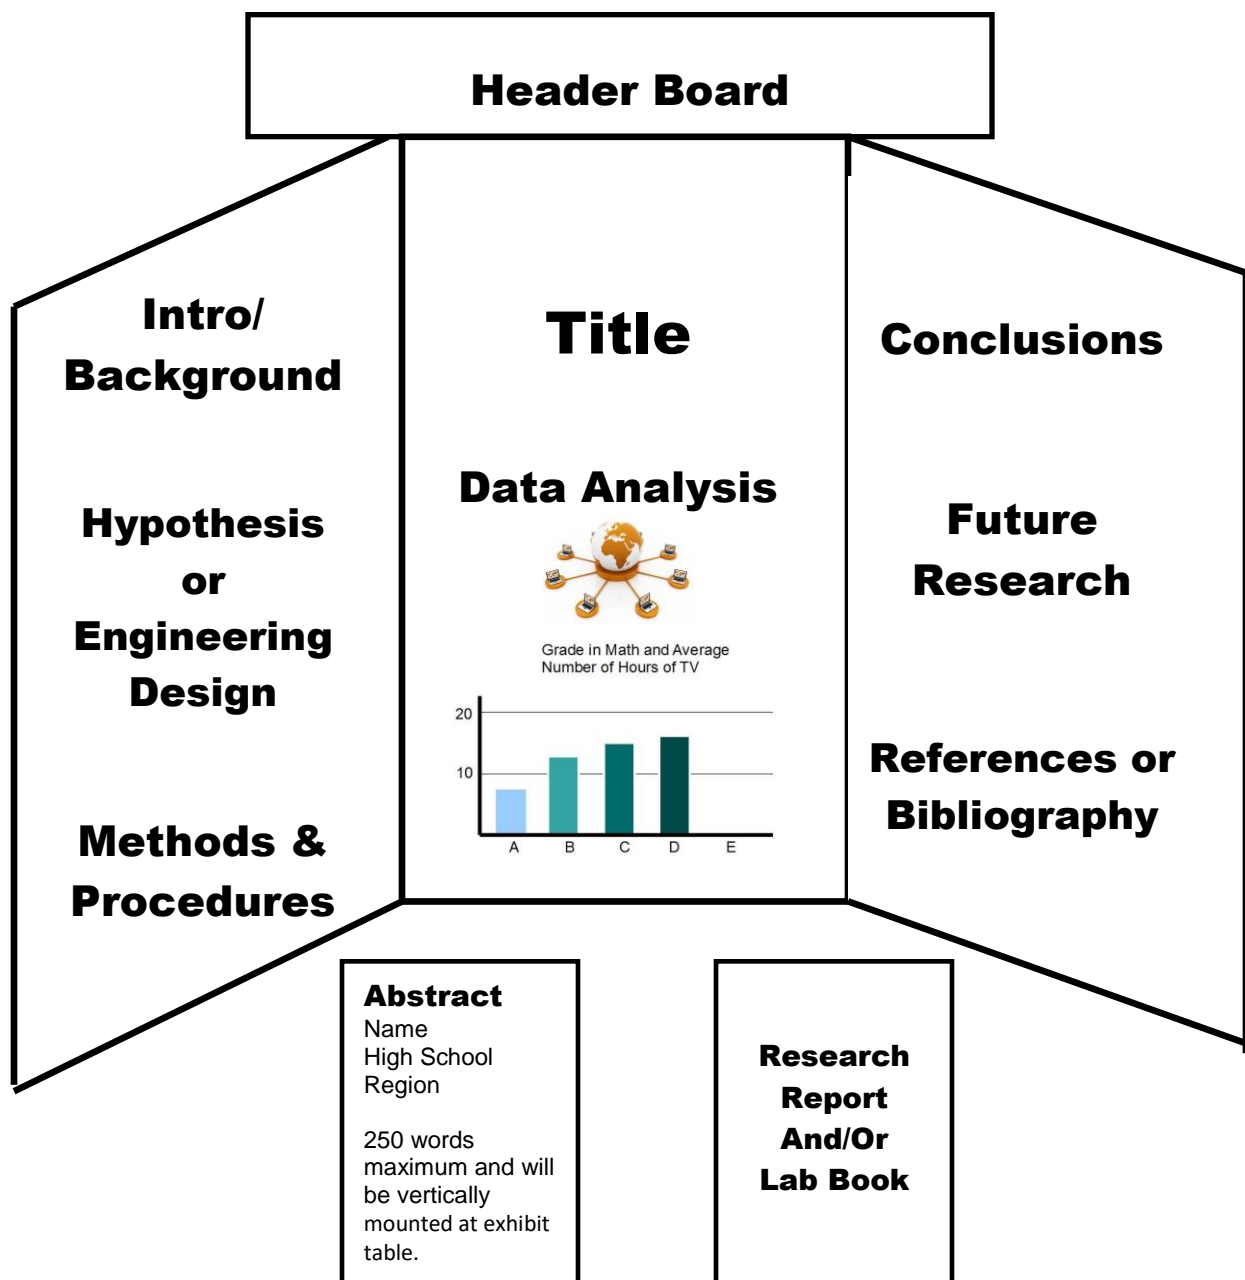 Header Board
Intro/
Background
Hypothesis
or
Engineering
Design
Methods &
Procedures
Title
Data Analysis
Grade in Math and Average
Number of Hours of TV
20
10
A B C D E
Conclusions
Future
Research
References or
Bibliography
Abstract
Name
High School
Region
250 words
maximum and will
be vertically
mounted at exhibit
table.
Research
Report
And/Or
Lab Book